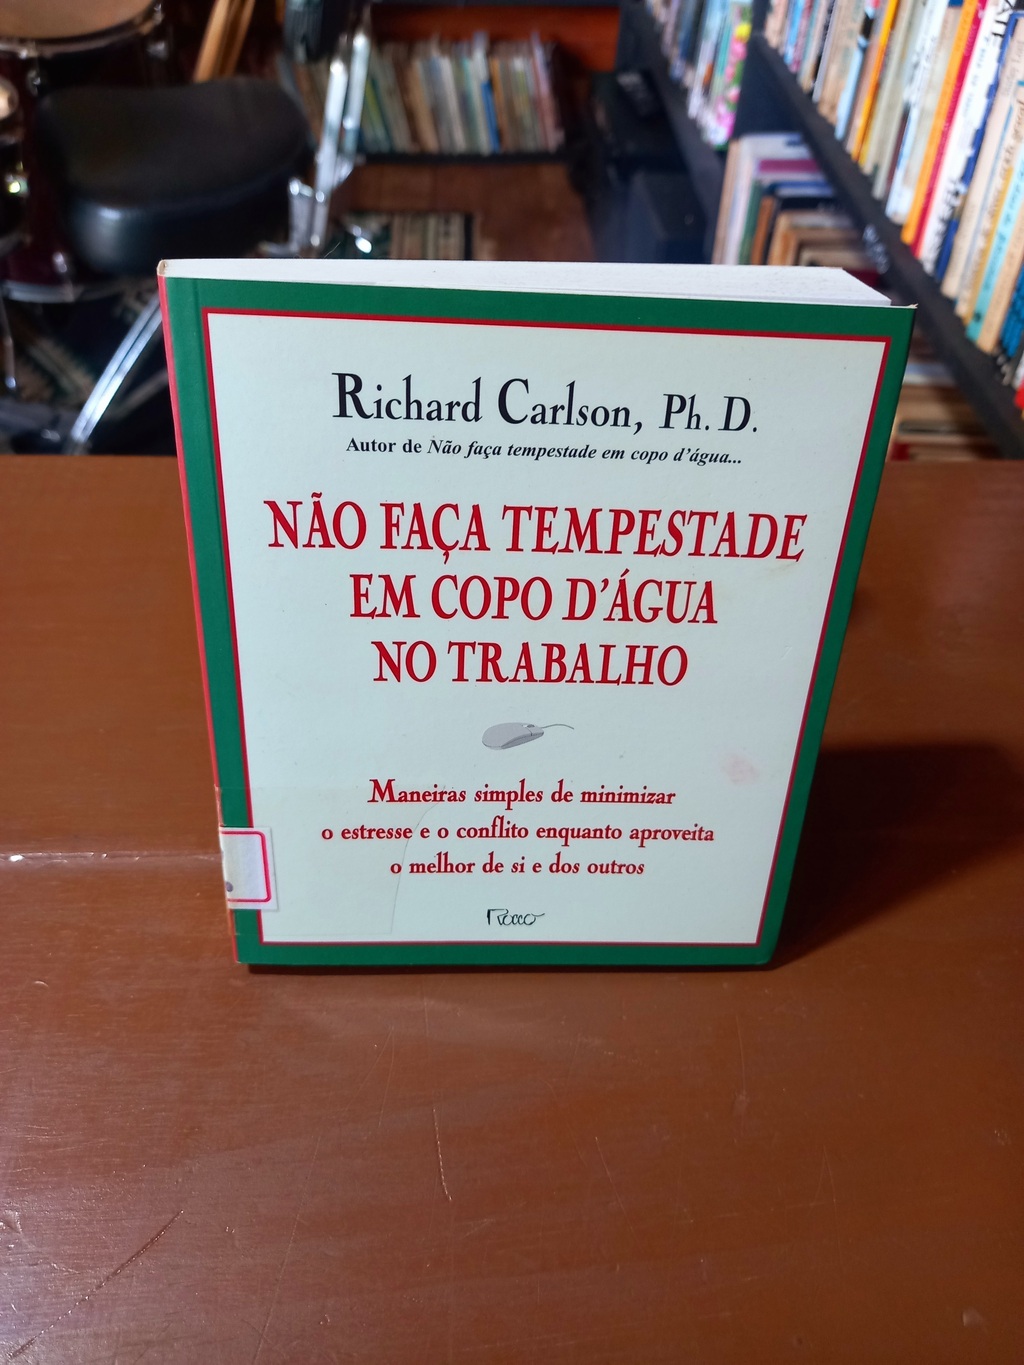 Richard Carlson, Ph. D.
Autor de Não faça tempestade em copo d'água...
NÃO FAÇA TEMPESTADE
EM COPO D'ÁGUA
NO TRABALHO
Maneiras simples de minimizar
o estresse e o conflito enquanto aproveita
o melhor de si e dos outros
Rocco